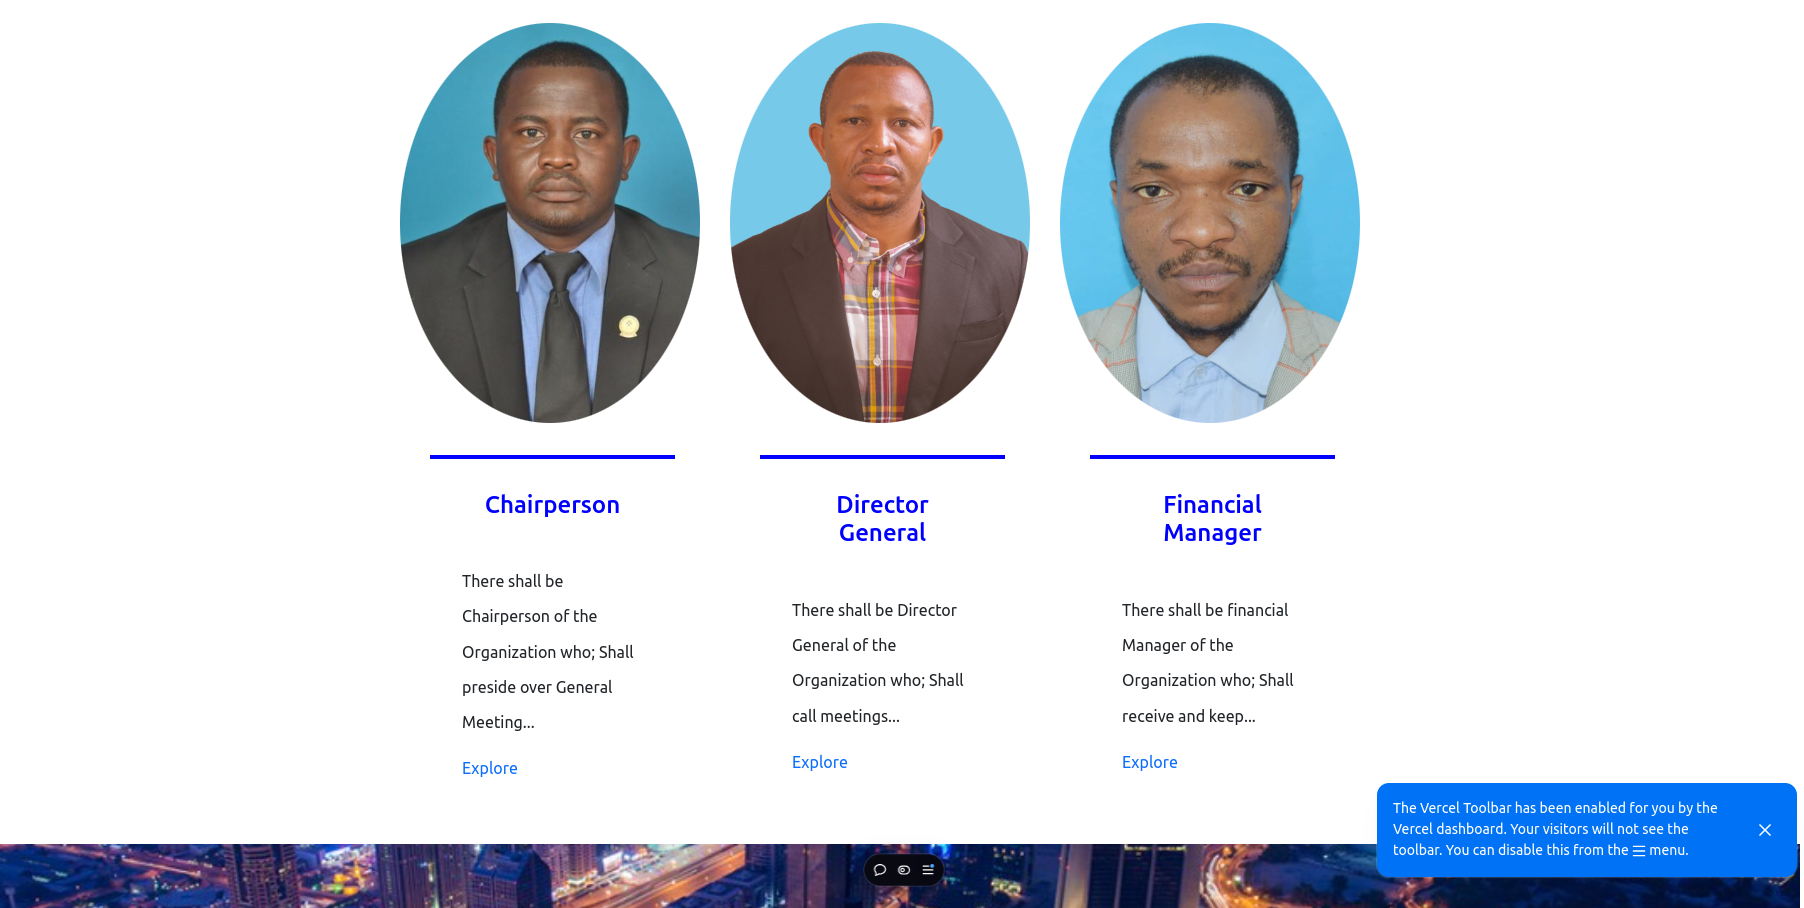 Chairperson
There shall be
Chairperson of the
Organization who; Shall
preside over General
Meeting...
Explore
Director
General
There shall be Director
General of the
Organization who; Shall
call meetings...
Explore
Financial
Manager
There shall be financial
Manager of the
Organization who; Shall
receive and keep...
Explore
The Vercel Toolbar has been enabled for you by the
Vercel dashboard. Your visitors will not see the
toolbar. You can disable this from the ☰ menu.